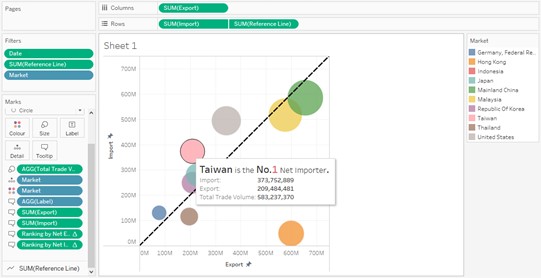 Pages
Columns
SUM(Export)
Rows
SUM(Import)
SUM(Reference Line)
Filters
Date
SUM(Reference Line)
Market
Marks
Circle
Colour
Size
Label
Detail
Tooltip
AGG(Total Trade V..
Market
Market
AGG(Label)
SUM(Export)
SUM(Import)
Ranking by Net E..
Ranking by Net I..
SUM(Reference Line)
Sheet 1
700M
600M
500M
400M
300M
200M
100M
0M
Import
Taiwan is the No.1 Net Importer.
Import: 373,752,889
Export: 209,484,481
Total Trade Volume: 583,237,370
0M 100M 200M 300M 400M 500M 600M 700M
Export
Market
Germany, Federal Re..
Hong Kong
Indonesia
Japan
Mainland China
Malaysia
Republic Of Korea
Taiwan
Thailand
United States